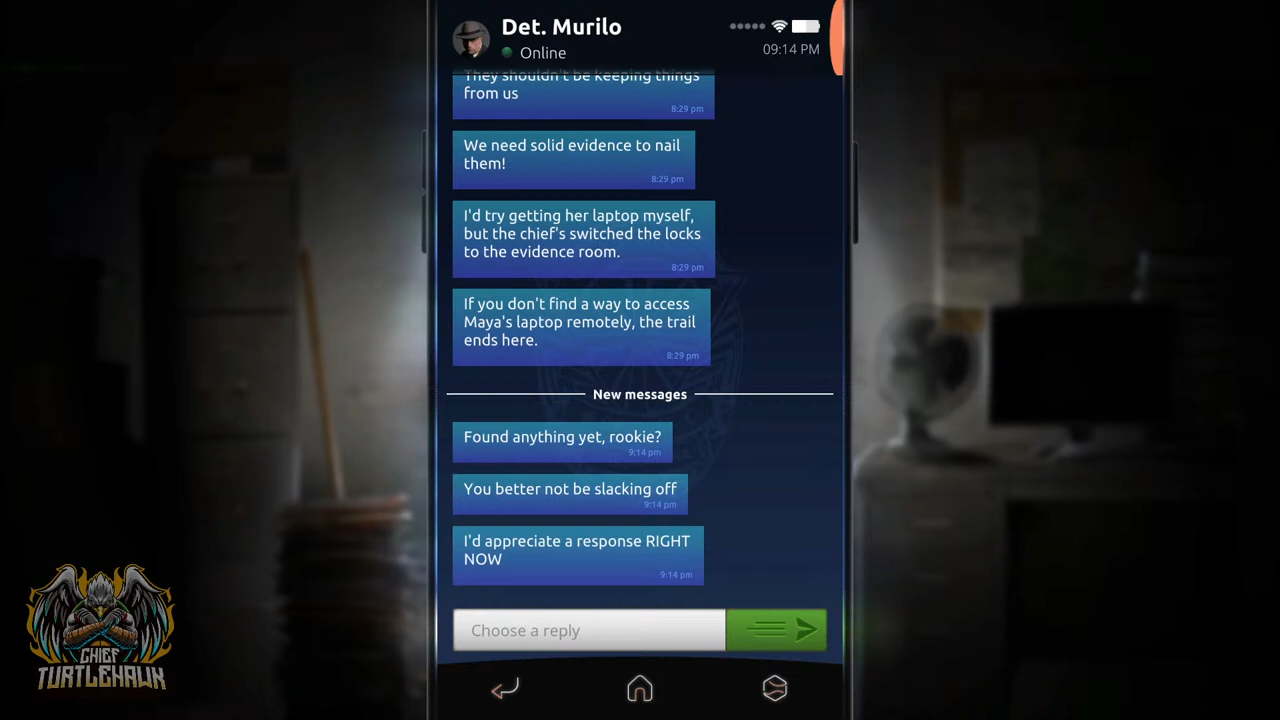 Det. Murilo
Online
09:14 PM
They shouldn't be keeping things
from us
8:29 pm
We need solid evidence to nail
them!
8:29 pm
I'd try getting her laptop myself,
but the chief's switched the locks
to the evidence room.
8:29 pm
If you don't find a way to access
Maya's laptop remotely, the trail
ends here.
8:29 pm
New messages
Found anything yet, rookie?
9:14 pm
You better not be slacking off
9:14 pm
I'd appreciate a response RIGHT
NOW
9:14 pm
Choose a reply
CHIEF
TURTLEHAWK